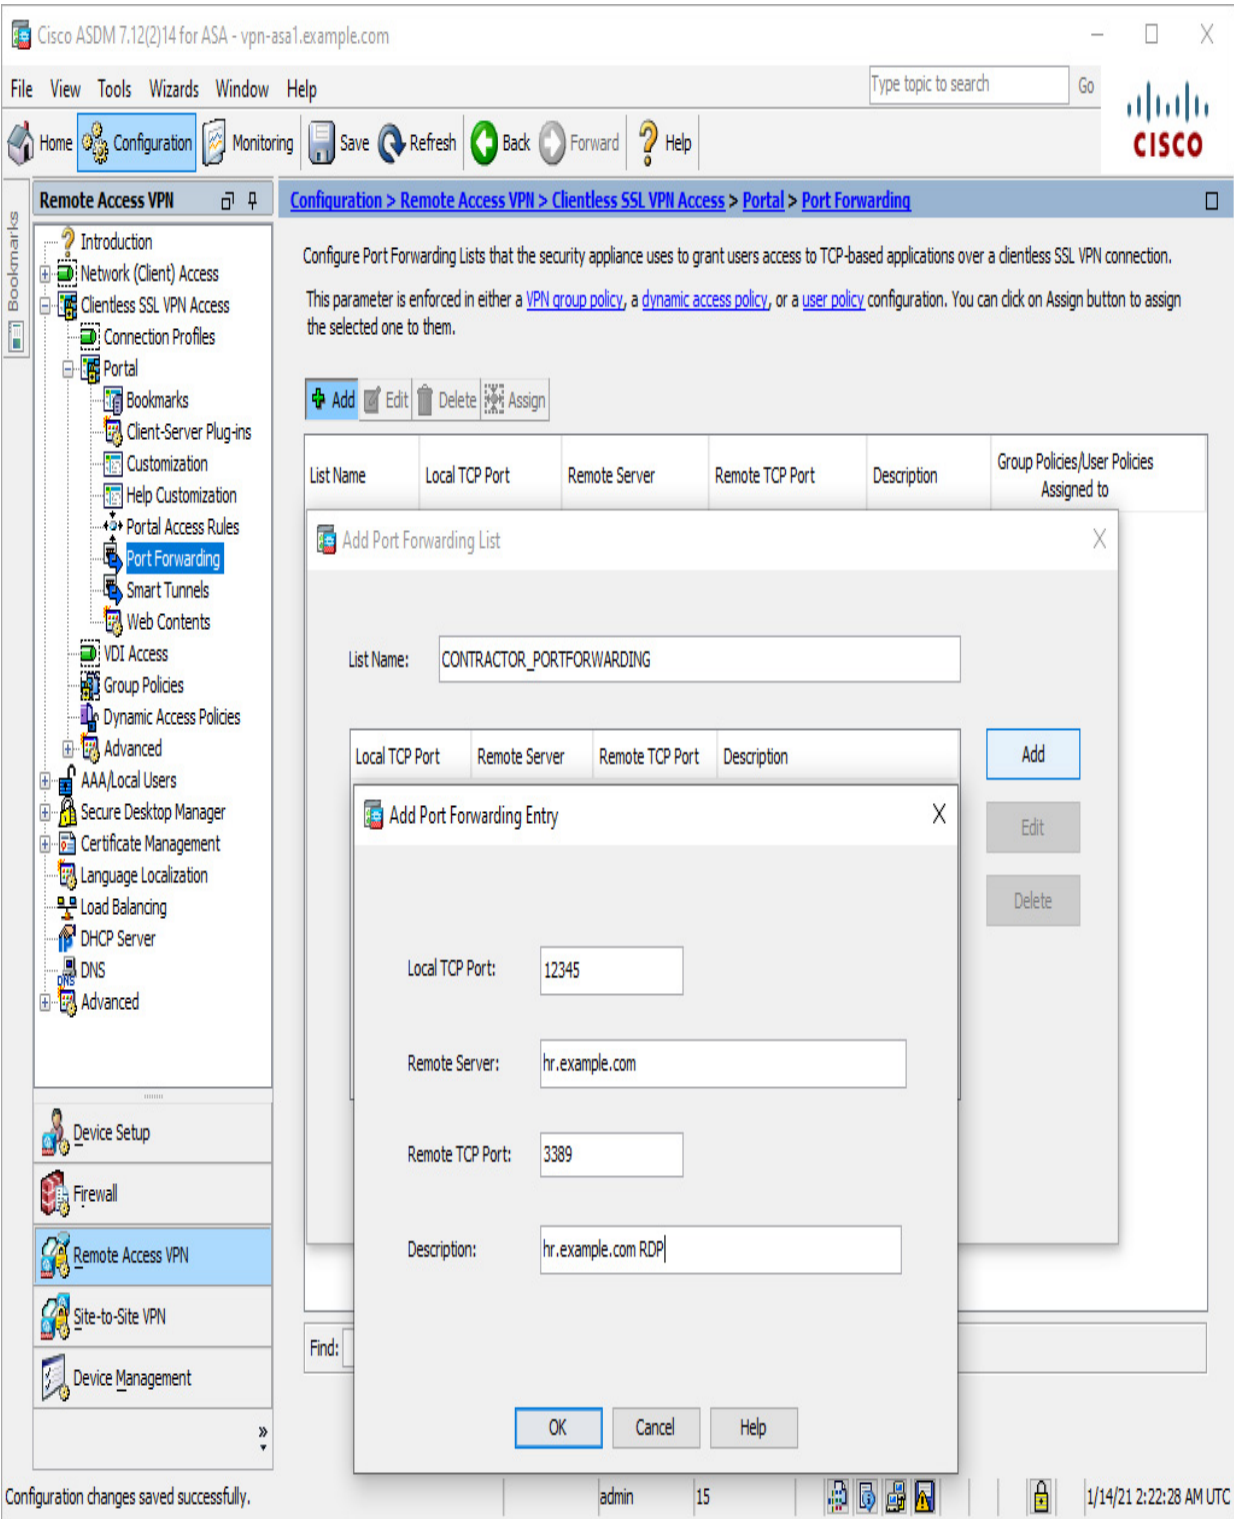 Cisco ASDM 7.12(2)14 for ASA - vpn-asa1.example.com
File View Tools Wizards Window Help
Type topic to search Go
Home Configuration Monitoring Save Refresh Back Forward Help
CISCO
Bookmarks
Remote Access VPN
Introduction
Network (Client) Access
Clientless SSL VPN Access
Connection Profiles
Portal
Bookmarks
Client-Server Plug-ins
Customization
Help Customization
Portal Access Rules
Port Forwarding
Smart Tunnels
Web Contents
VDI Access
Group Policies
Dynamic Access Policies
Advanced
AAA/Local Users
Secure Desktop Manager
Certificate Management
Language Localization
Load Balancing
DHCP Server
DNS
Advanced
Device Setup
Firewall
Remote Access VPN
Site-to-Site VPN
Device Management
Configuration > Remote Access VPN > Clientless SSL VPN Access > Portal > Port Forwarding
Configure Port Forwarding Lists that the security appliance uses to grant users access to TCP-based applications over a clientless SSL VPN connection.
This parameter is enforced in either a VPN group policy, a dynamic access policy, or a user policy configuration. You can click on Assign button to assign
the selected one to them.
Add Edit Delete Assign
List Name Local TCP Port Remote Server Remote TCP Port Description Group Policies/User Policies
Assigned to
Add Port Forwarding List
List Name: CONTRACTOR_PORTFORWARDING
Local TCP Port Remote Server Remote TCP Port Description
Add
Edit
Delete
Add Port Forwarding Entry
Local TCP Port: 12345
Remote Server: hr.example.com
Remote TCP Port: 3389
Description: hr.example.com RDP
OK Cancel Help
Find:
Configuration changes saved successfully.
admin 15 1/14/21 2:22:28 AM UTC